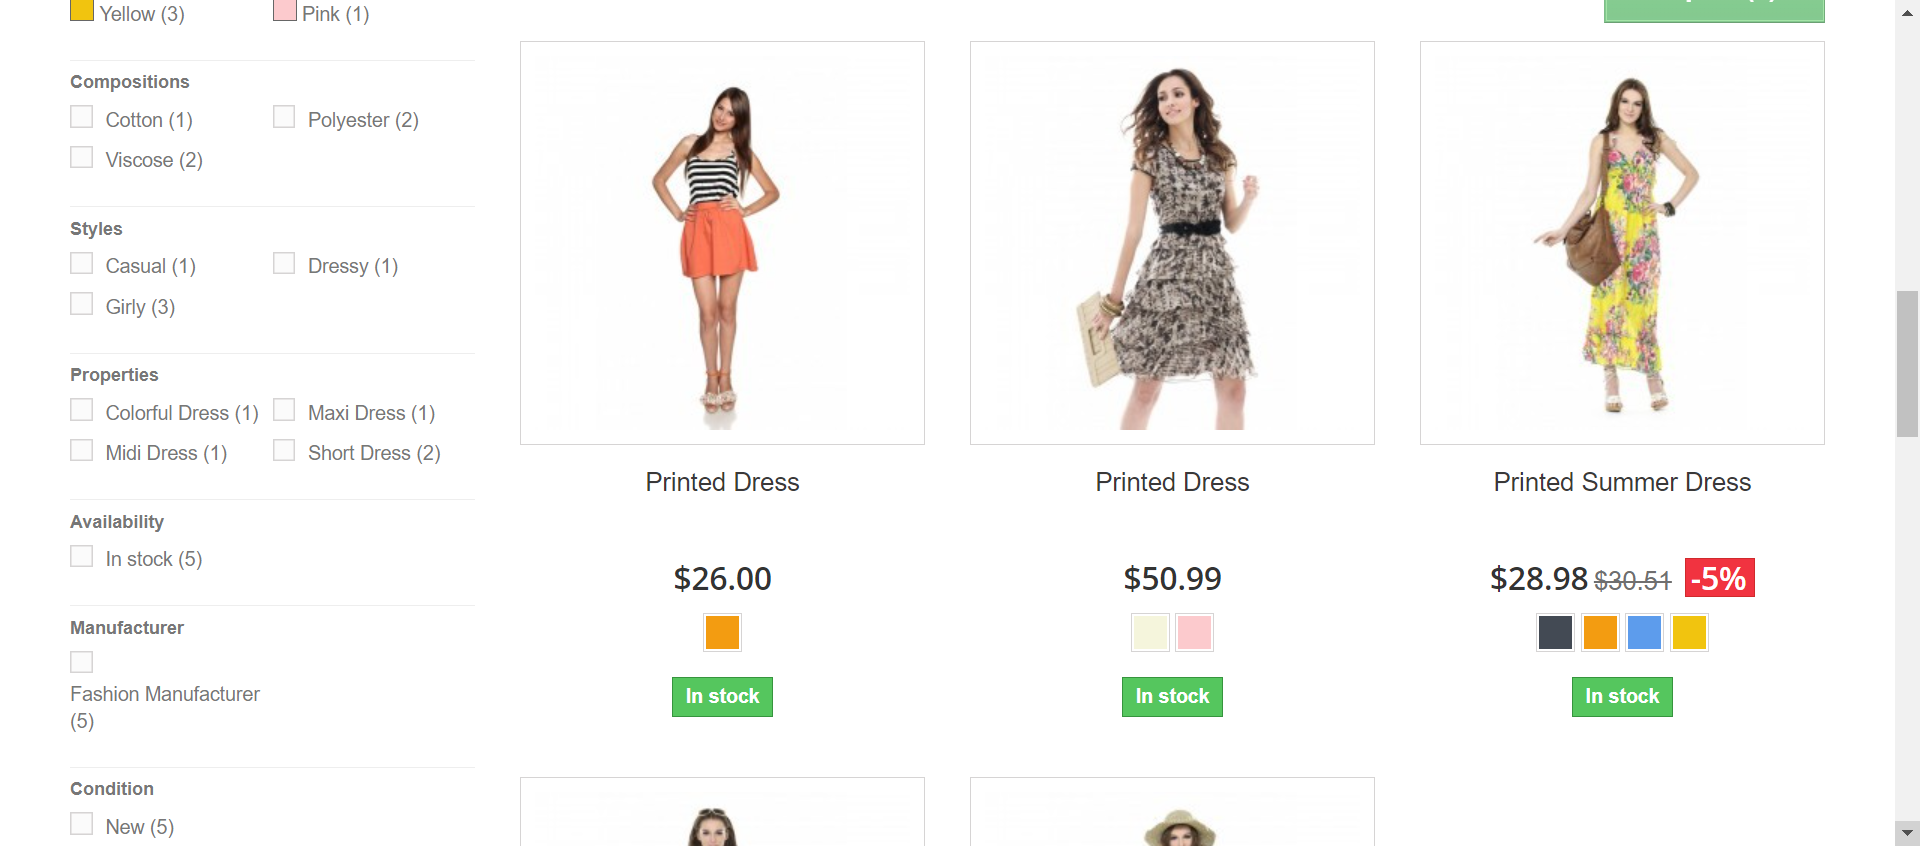 Yellow (3)
Pink (1)
Compositions
Cotton (1)
Polyester (2)
Viscose (2)
Styles
Casual (1)
Dressy (1)
Girly (3)
Properties
Colorful Dress (1)
Maxi Dress (1)
Midi Dress (1)
Short Dress (2)
Availability
In stock (5)
Manufacturer
Fashion Manufacturer
(5)
Condition
New (5)
Printed Dress
$26.00
In stock
Printed Dress
$50.99
In stock
Printed Summer Dress
$28.98 $30.51 -5%
In stock